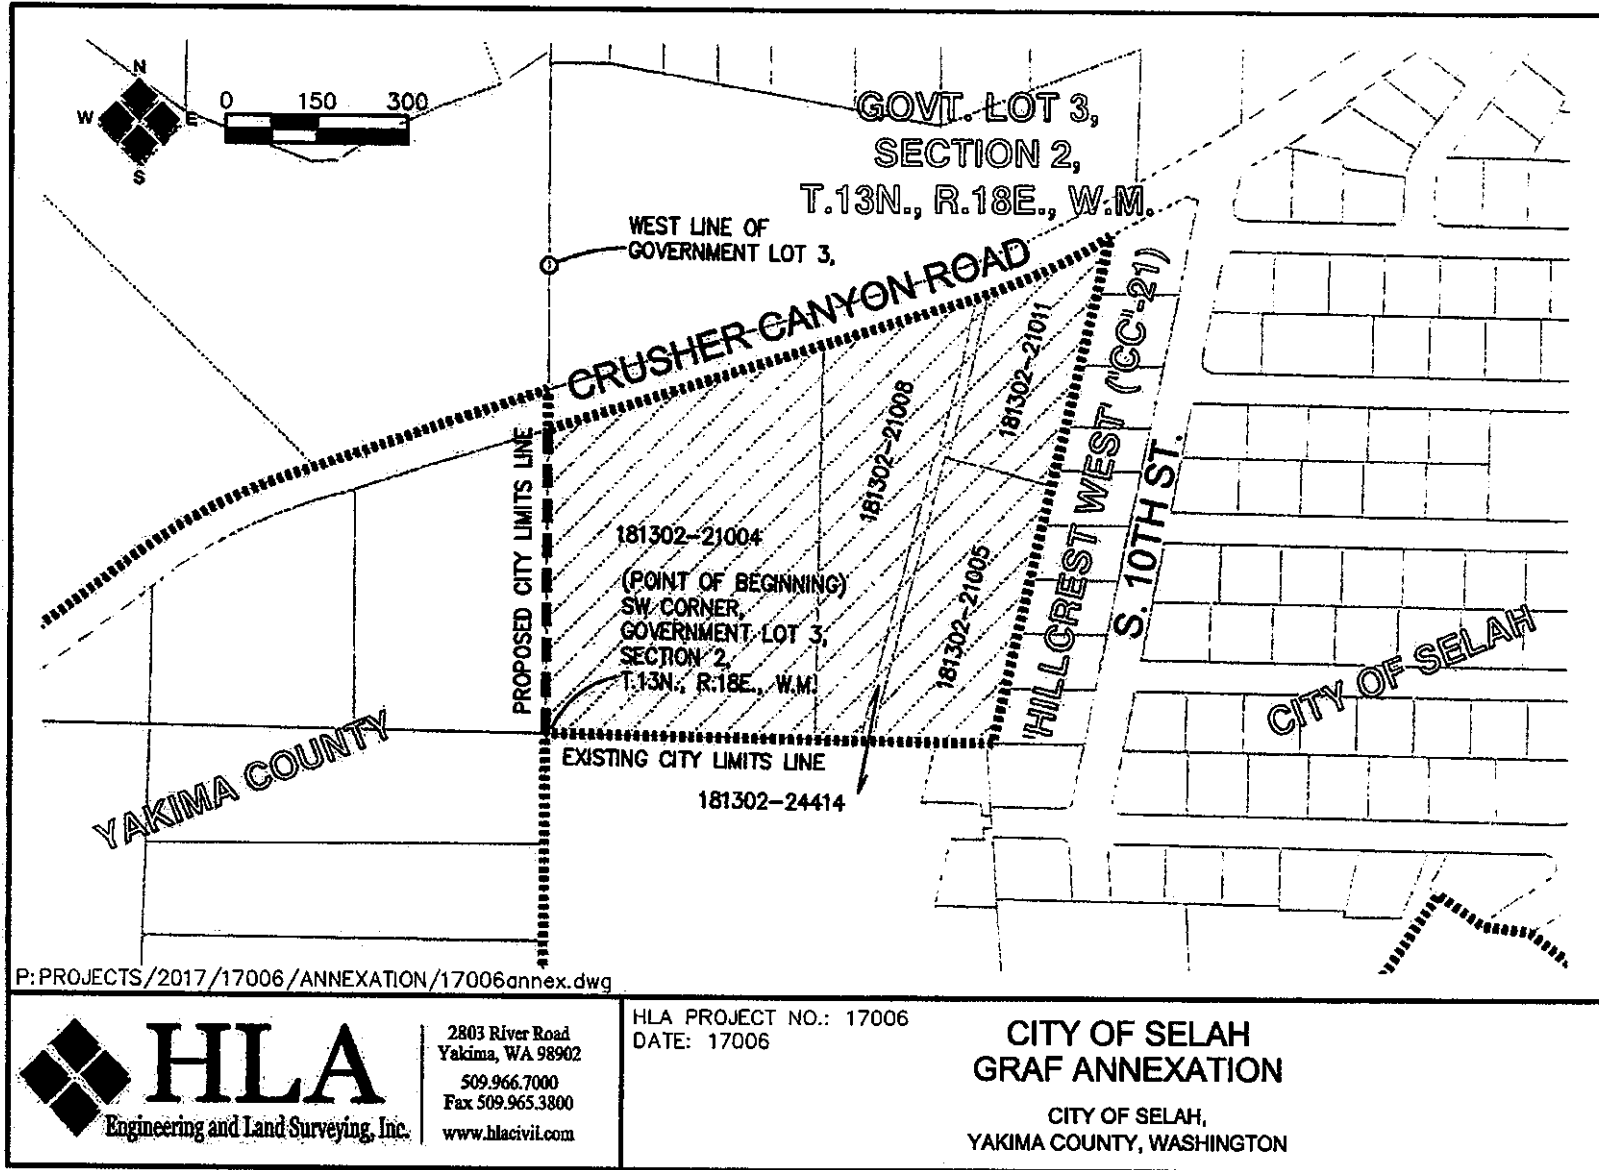 N
W E
S
0 150 300
GOVT. LOT 3,
SECTION 2,
T.13N., R.18E., W.M.
WEST LINE OF
GOVERNMENT LOT 3,
CRUSHER CANYON ROAD
PROPOSED CITY LIMITS LINE
181302-21004
(POINT OF BEGINNING)
SW CORNER,
GOVERNMENT LOT 3,
SECTION 2,
T.13N., R.18E., W.M.
181302-21008
181302-21011
181302-21005
"HILLCREST WEST ("CC"-21)
S. 10TH ST.
CITY OF SELAH
YAKIMA COUNTY
EXISTING CITY LIMITS LINE
181302-24414
P:PROJECTS/2017/17006/ANNEXATION/17006annex.dwg
HLA
Engineering and Land Surveying, Inc.
2803 River Road
Yakima, WA 98902
509.966.7000
Fax 509.965.3800
www.hlacivil.com
HLA PROJECT NO.: 17006
DATE: 17006
CITY OF SELAH
GRAF ANNEXATION
CITY OF SELAH,
YAKIMA COUNTY, WASHINGTON